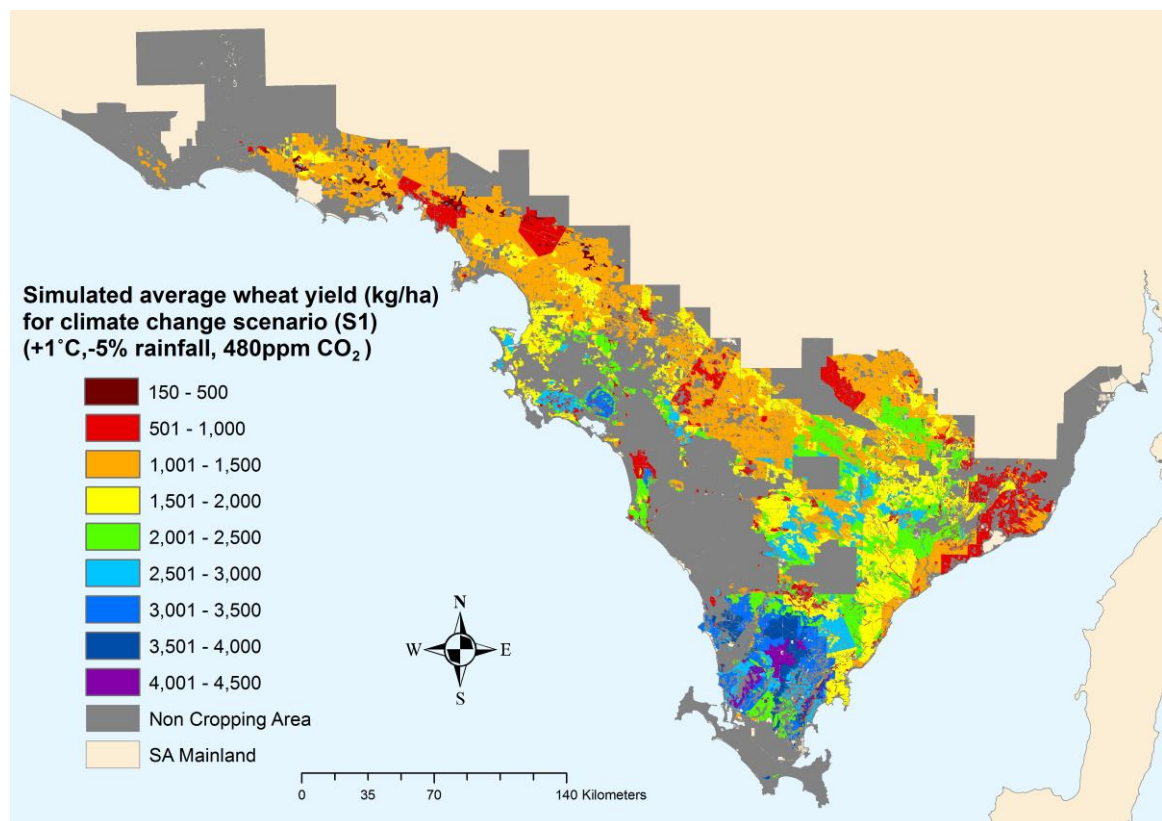 Simulated average wheat yield (kg/ha)
for climate change scenario (S1)
(+1˚C,-5% rainfall, 480ppm CO₂ )
150 - 500
501 - 1,000
1,001 - 1,500
1,501 - 2,000
2,001 - 2,500
2,501 - 3,000
3,001 - 3,500
3,501 - 4,000
4,001 - 4,500
Non Cropping Area
SA Mainland
N
W E
S
0 35 70 140 Kilometers